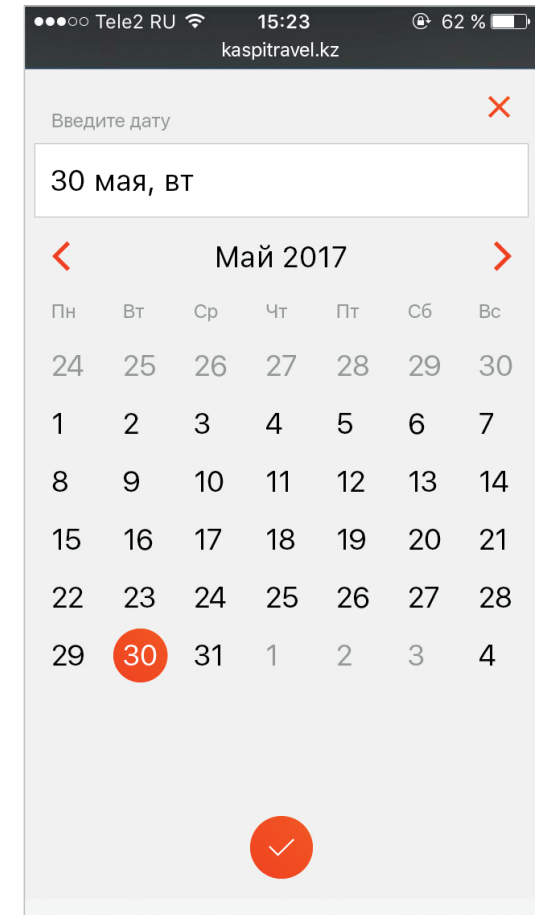 Tele2 RU 15:23 62 %
kaspitravel.kz
Введите дату
30 мая, вт
Май 2017
Пн Вт Ср Чт Пт Сб Вс
24 25 26 27 28 29 30
1 2 3 4 5 6 7
8 9 10 11 12 13 14
15 16 17 18 19 20 21
22 23 24 25 26 27 28
29 30 31 1 2 3 4